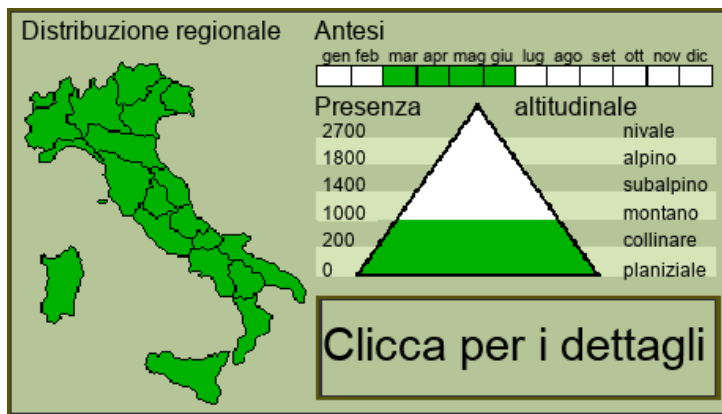 Distribuzione regionale
Antesi
gen feb mar apr mag giu lug ago set ott nov dic
Presenza altitudinale
2700 nivale
1800 alpino
1400 subalpino
1000 montano
200 collinare
0 planiziale
Clicca per i dettagli